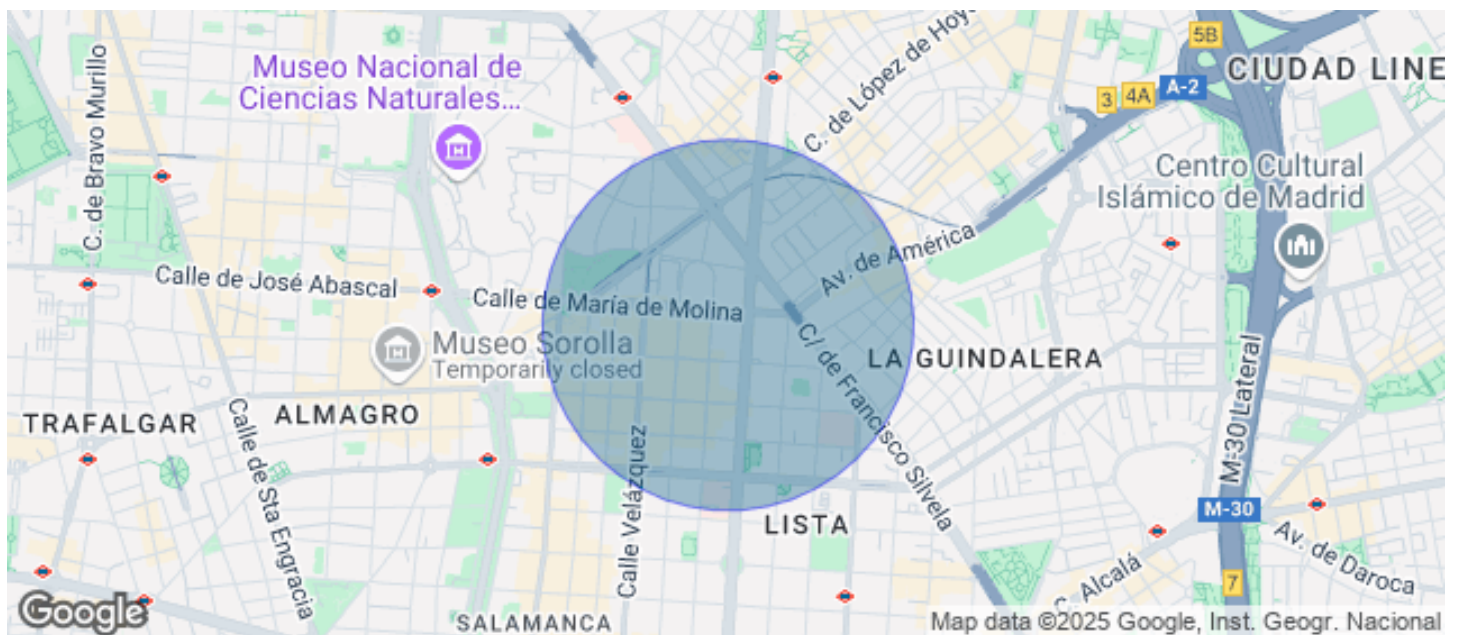 5B
C. de Bravo Murillo
Museo Nacional de
Ciencias Naturales...
C. de López de Hoyo
CIUDAD LINE
3
4A
A-2
Centro Cultural
Islámico de Madrid
Calle de José Abascal
Calle de María de Molina
Av. de América
Museo Sorolla
Temporarily closed
C/ de Francisco Silvela
LA GUINDALERA
M-30 Lateral
TRAFALGAR
ALMAGRO
Calle de Sta Engracia
Calle Velázquez
LISTA
M-30
Av. de Daroca
C. Alcalá
7
SALAMANCA
Google
Map data ©2025 Google, Inst. Geogr. Nacional